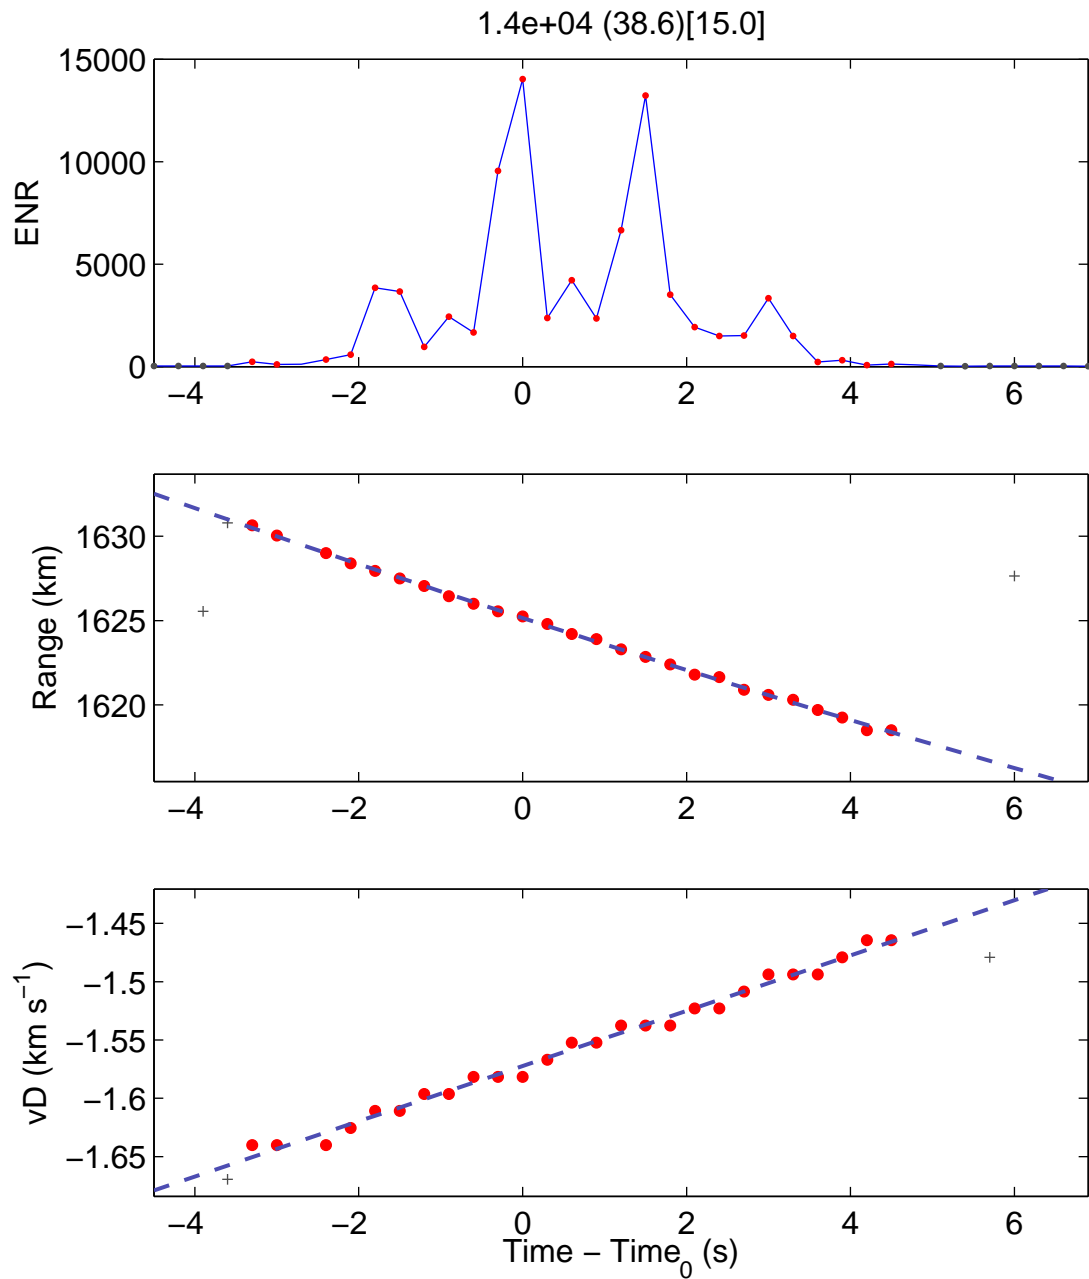 1.4e+04 (38.6)[15.0]
15000
10000
5000
0
ENR
−4 −2 0 2 4 6
1630
1625
1620
Range (km)
−4 −2 0 2 4 6
−1.45
−1.5
−1.55
−1.6
−1.65
vD (km s⁻¹)
−4 −2 0 2 4 6
Time − Time₀ (s)